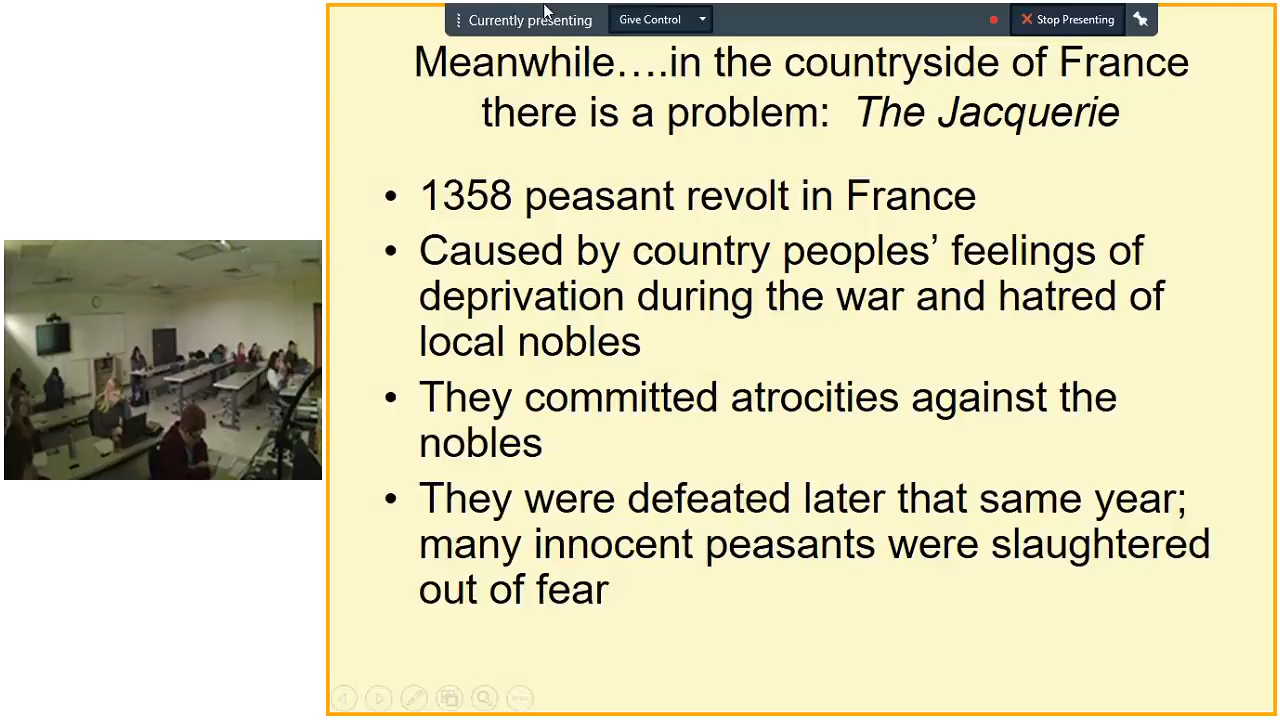 Currently presenting Give Control Stop Presenting
Meanwhile….in the countryside of France
there is a problem: The Jacquerie
• 1358 peasant revolt in France
• Caused by country peoples’ feelings of
deprivation during the war and hatred of
local nobles
• They committed atrocities against the
nobles
• They were defeated later that same year;
many innocent peasants were slaughtered
out of fear